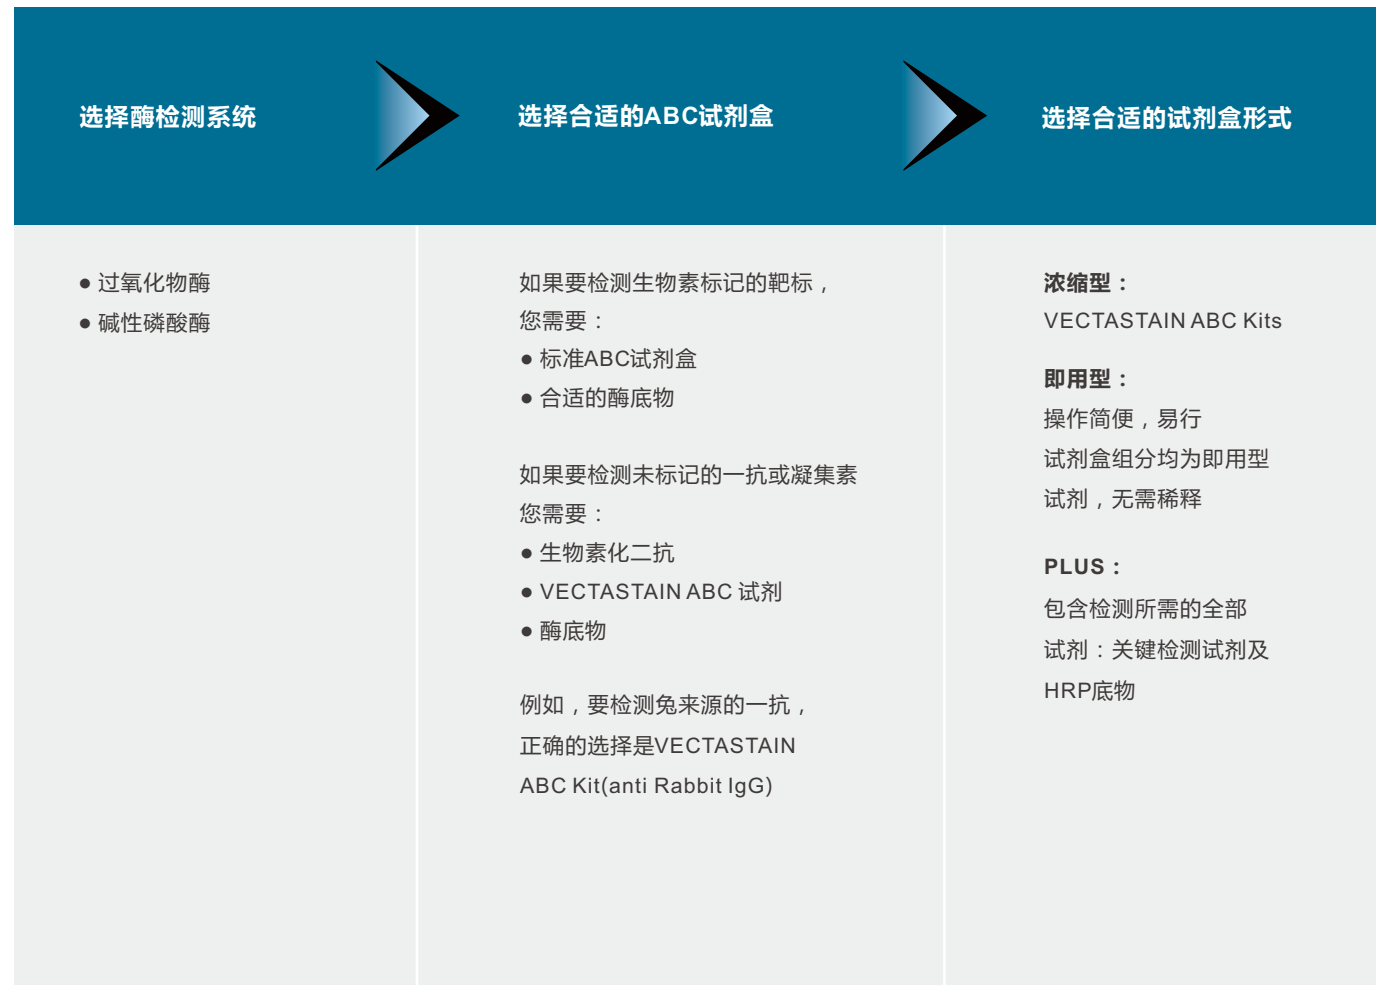 选择酶检测系统
选择合适的ABC试剂盒
选择合适的试剂盒形式
● 过氧化物酶
● 碱性磷酸酶
如果要检测生物素标记的靶标，
您需要：
● 标准ABC试剂盒
● 合适的酶底物
如果要检测未标记的一抗或凝集素
您需要：
● 生物素化二抗
● VECTASTAIN ABC 试剂
● 酶底物
例如，要检测兔来源的一抗，
正确的选择是VECTASTAIN
ABC Kit(anti Rabbit IgG)
浓缩型：
VECTASTAIN ABC Kits
即用型：
操作简便，易行
试剂盒组分均为即用型
试剂，无需稀释
PLUS：
包含检测所需的全部
试剂：关键检测试剂及
HRP底物